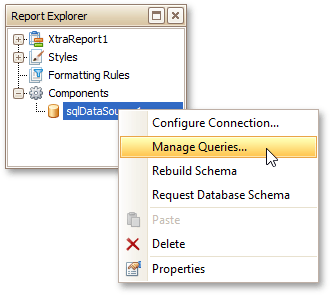 Report Explorer
XtraReport1
Styles
Formatting Rules
Components
sqlDataSou
Configure Connection...
Manage Queries...
Rebuild Schema
Request Database Schema
Paste
Delete
Properties